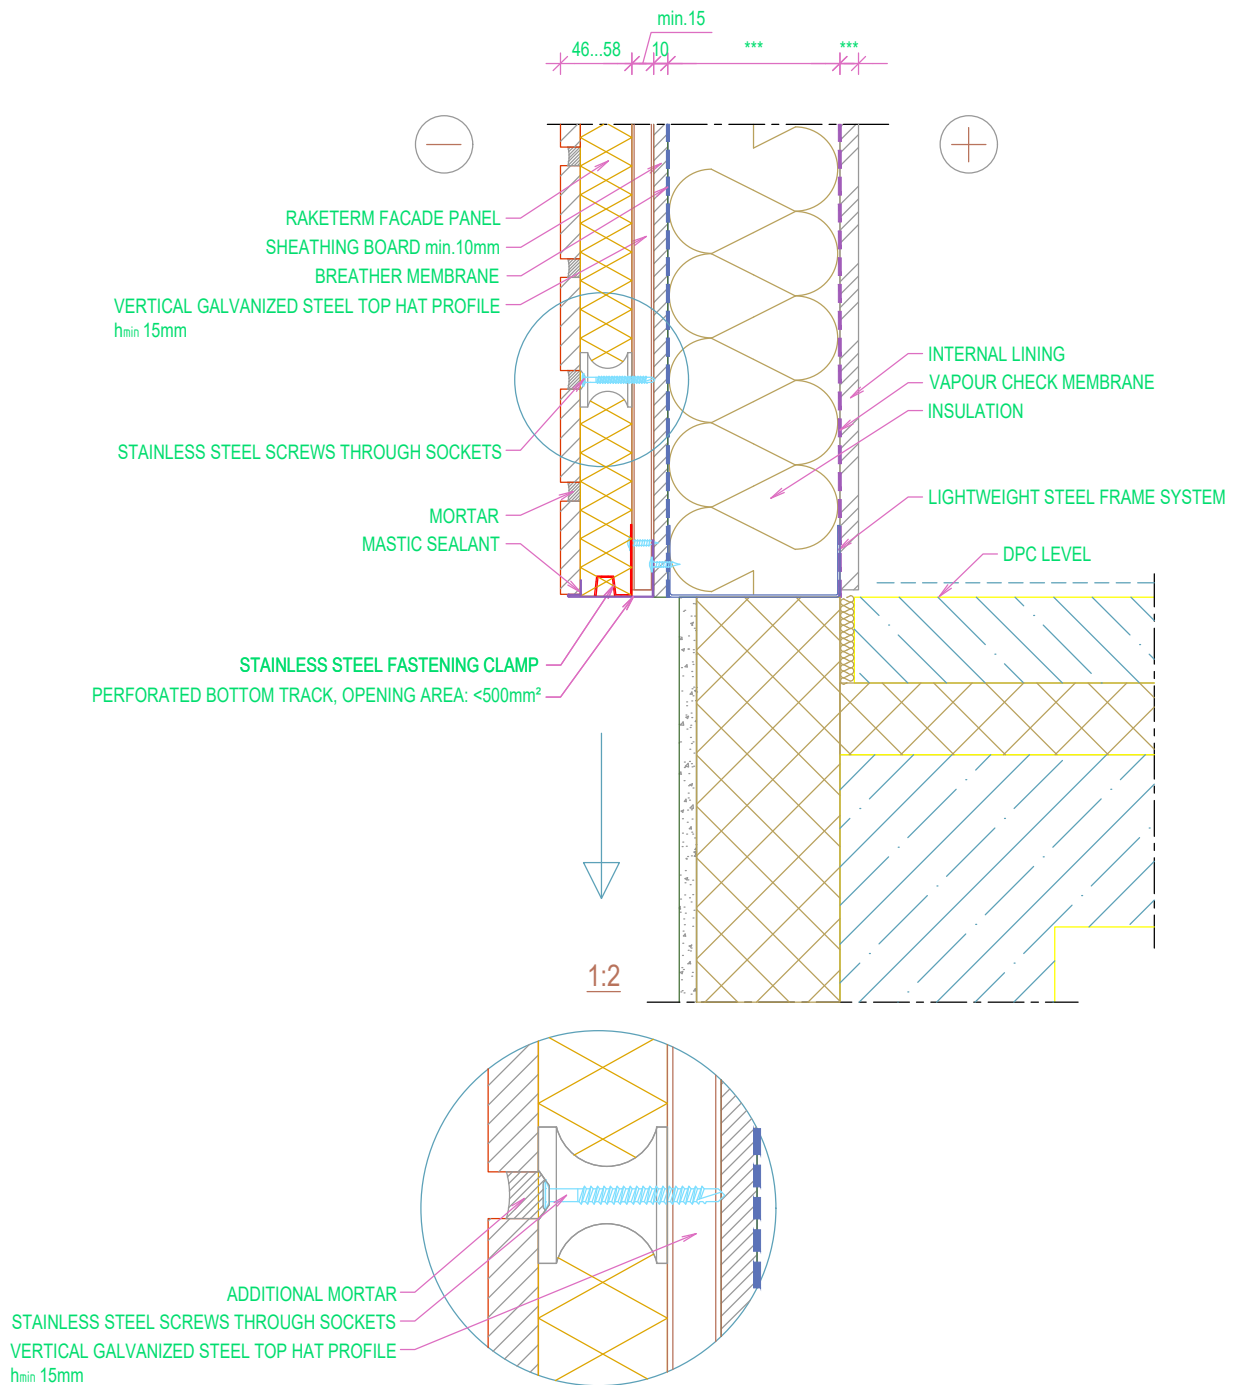 min.15
46...58
10
***
***
RAKETERM FACADE PANEL
SHEATHING BOARD min.10mm
BREATHER MEMBRANE
VERTICAL GALVANIZED STEEL TOP HAT PROFILE
hmin 15mm
INTERNAL LINING
VAPOUR CHECK MEMBRANE
INSULATION
STAINLESS STEEL SCREWS THROUGH SOCKETS
LIGHTWEIGHT STEEL FRAME SYSTEM
MORTAR
MASTIC SEALANT
DPC LEVEL
STAINLESS STEEL FASTENING CLAMP
PERFORATED BOTTOM TRACK, OPENING AREA: <500mm²
1:2
ADDITIONAL MORTAR
STAINLESS STEEL SCREWS THROUGH SOCKETS
VERTICAL GALVANIZED STEEL TOP HAT PROFILE
hmin 15mm